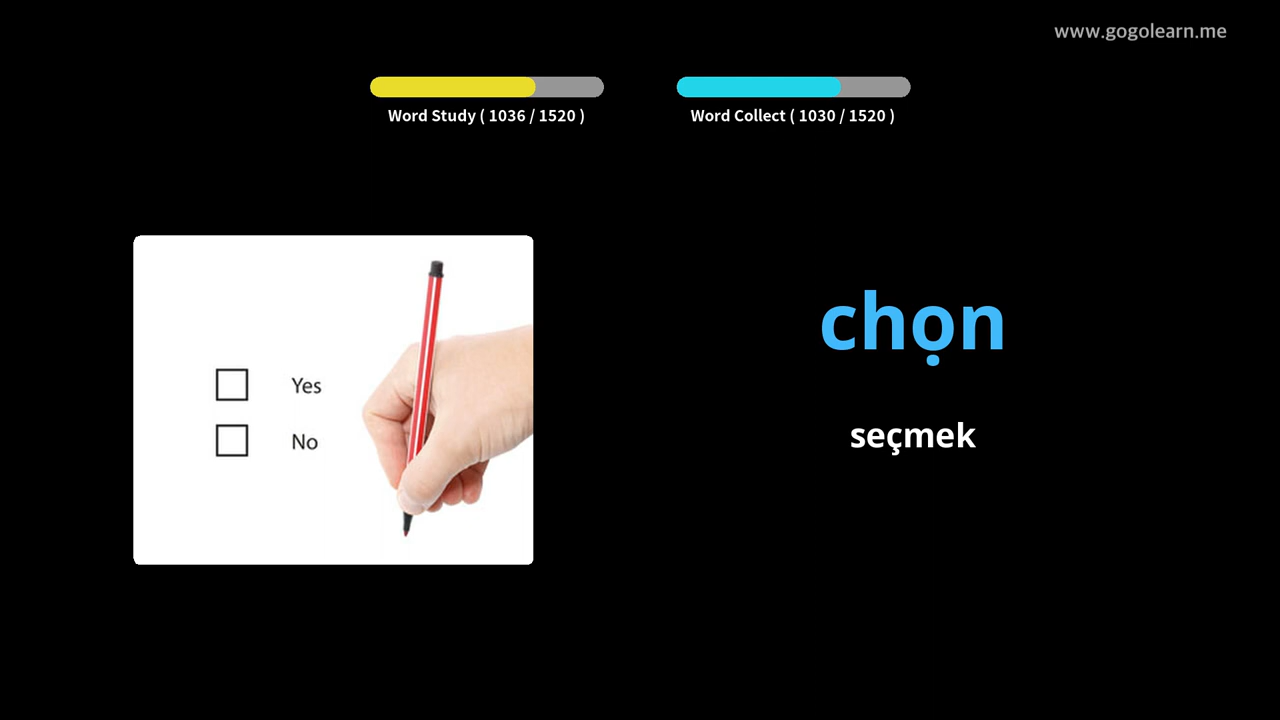 www.gogolearn.me
Word Study ( 1036 / 1520 )
Word Collect ( 1030 / 1520 )
Yes
No
chọn
seçmek